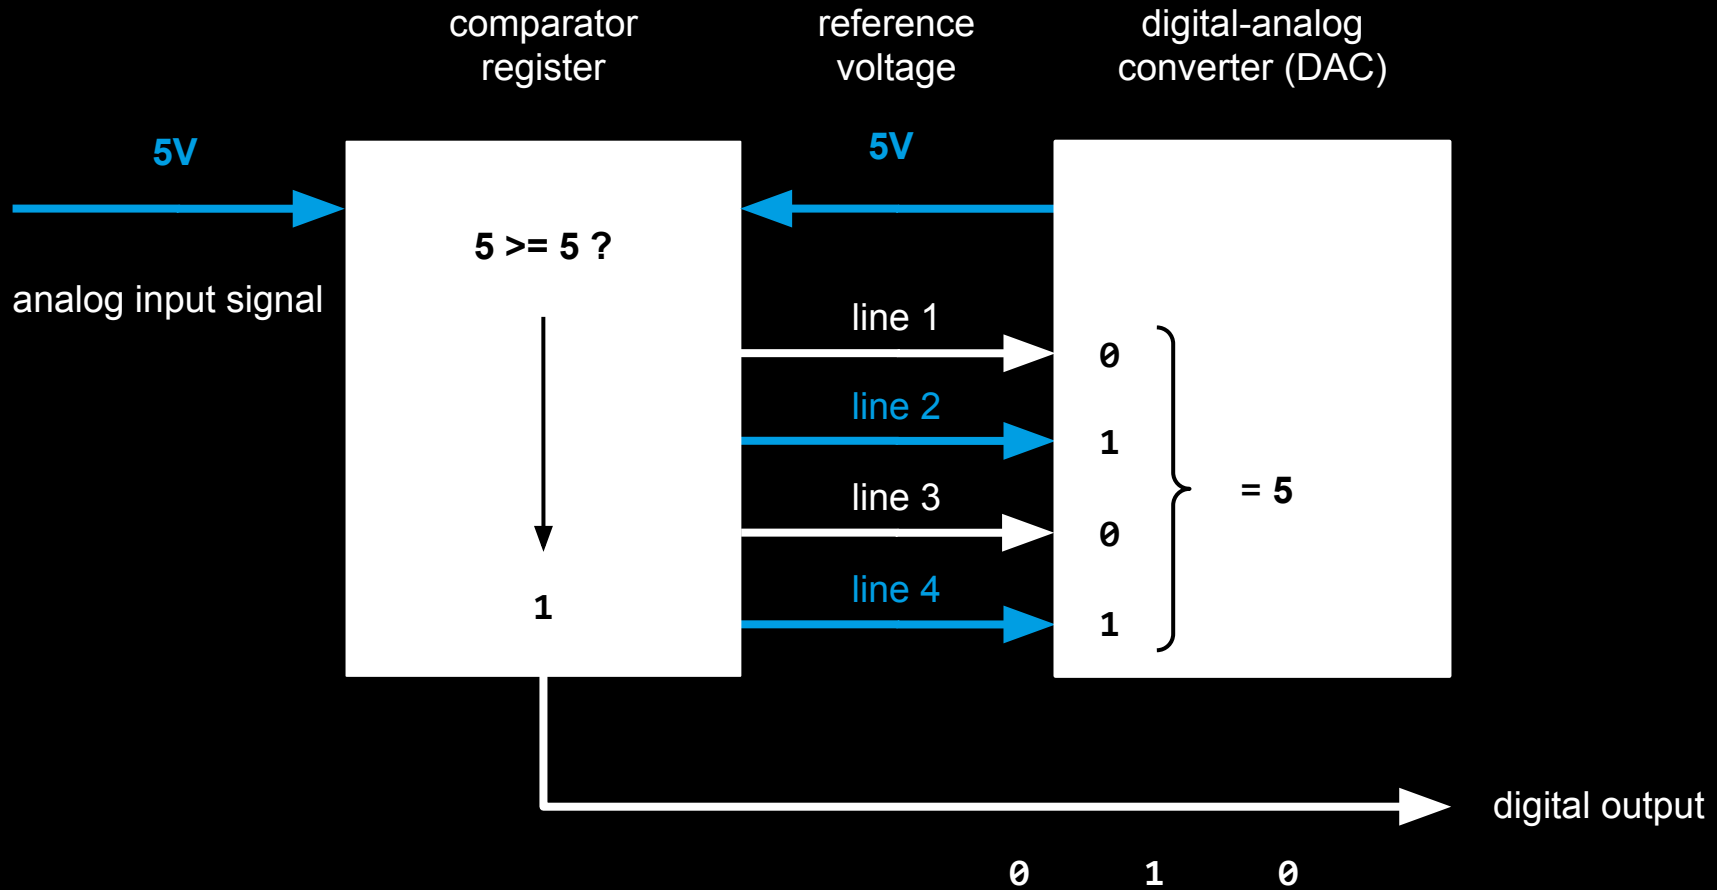 comparator
register
reference
voltage
digital-analog
converter (DAC)
5V
5V
5 >= 5 ?
analog input signal
line 1
0
line 2
1
= 5
line 3
0
line 4
1
1
digital output
0 1 0